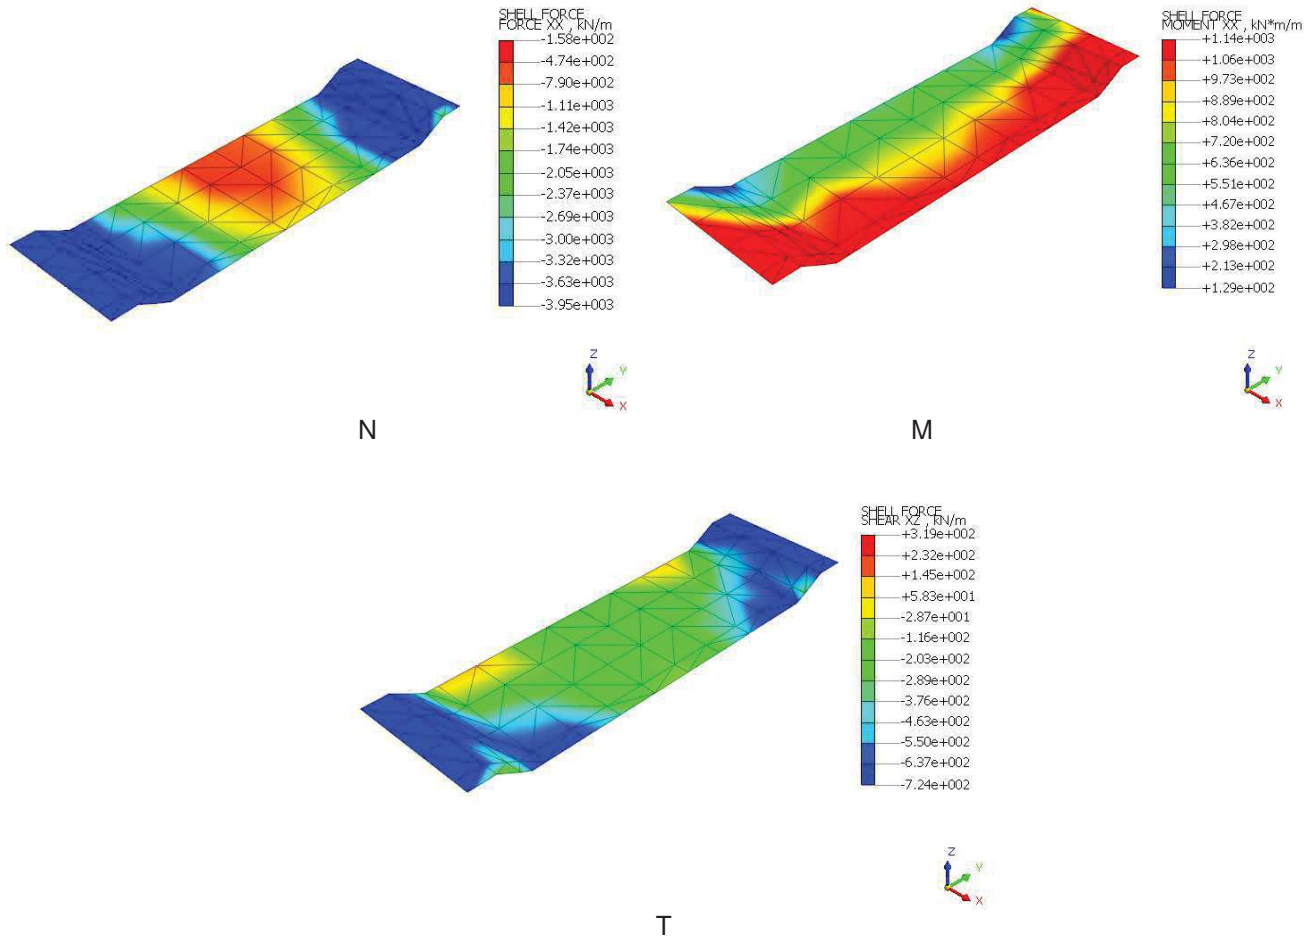 SHELL FORCE
FORCE XX , kN/m
-1.58e+002
-4.74e+002
-7.90e+002
-1.11e+003
-1.42e+003
-1.74e+003
-2.05e+003
-2.37e+003
-2.69e+003
-3.00e+003
-3.32e+003
-3.63e+003
-3.95e+003
Z
Y
X
N
SHELL FORCE
MOMENT XX , kN*m/m
+1.14e+003
+1.06e+003
+9.73e+002
+8.89e+002
+8.04e+002
+7.20e+002
+6.36e+002
+5.51e+002
+4.67e+002
+3.82e+002
+2.98e+002
+2.13e+002
+1.29e+002
Z
Y
X
M
SHELL FORCE
SHEAR XZ , kN/m
+3.19e+002
+2.32e+002
+1.45e+002
+5.83e+001
-2.87e+001
-1.16e+002
-2.03e+002
-2.89e+002
-3.76e+002
-4.63e+002
-5.50e+002
-6.37e+002
-7.24e+002
Z
Y
X
T